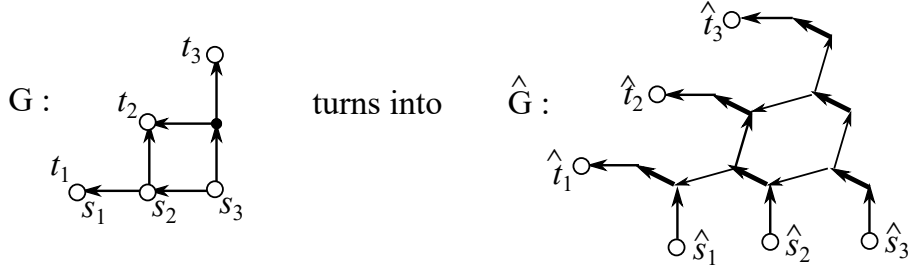 t̂₃
t₃
G :
t₂
turns into
Ĝ :
t̂₂
t₁
t̂₁
s₁
s₂
s₃
ŝ₁
ŝ₂
ŝ₃